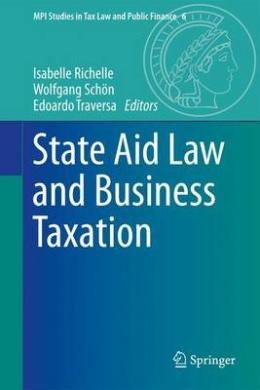 MPI Studies in Tax Law and Public Finance 6
Isabelle Richelle
Wolfgang Schön
Edoardo Traversa Editors
State Aid Law
and Business
Taxation
Springer